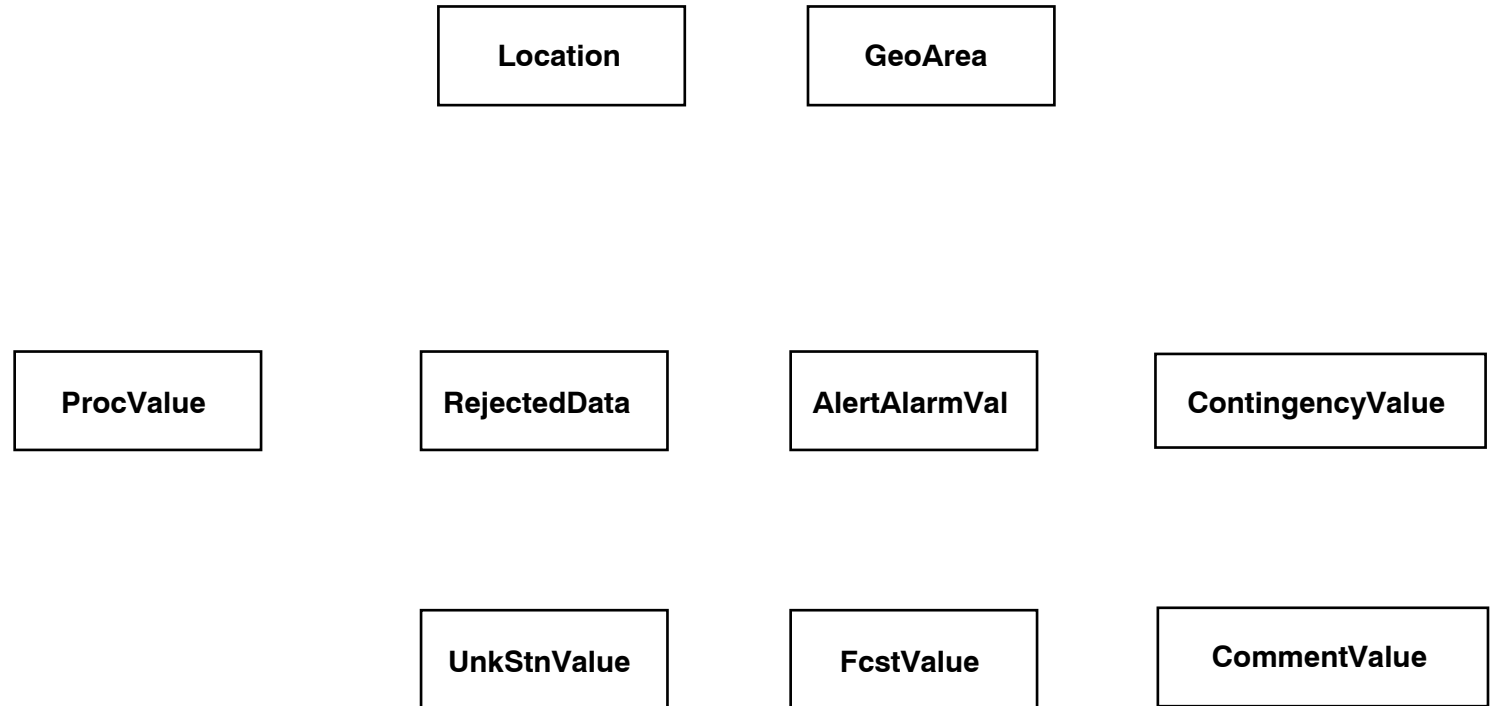 Location
GeoArea
ProcValue
RejectedData
AlertAlarmVal
ContingencyValue
UnkStnValue
FcstValue
CommentValue